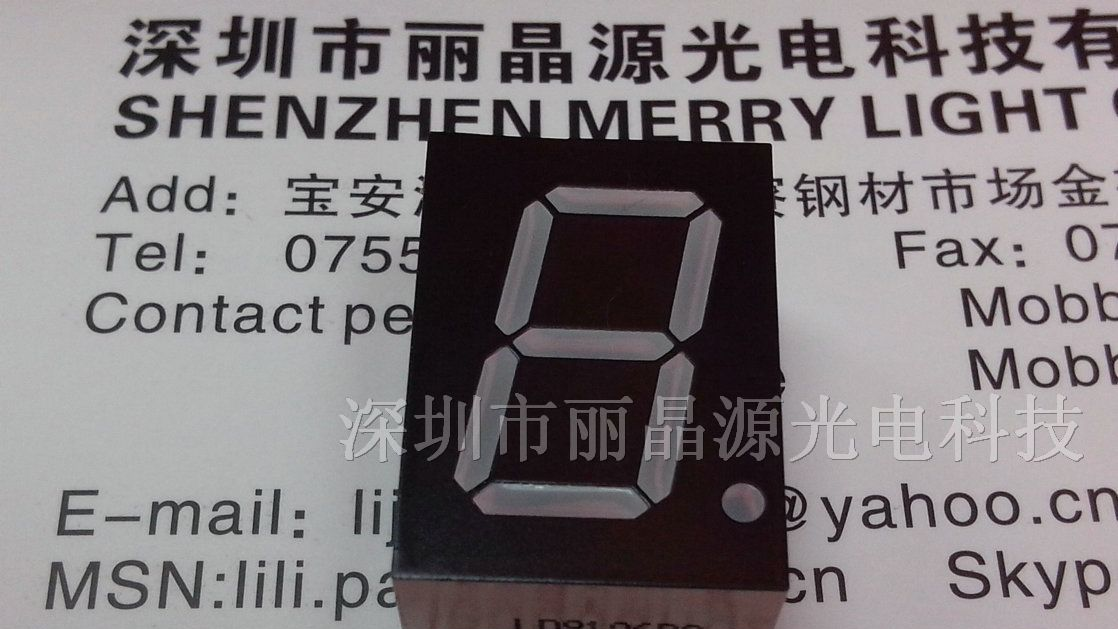 深圳市丽晶源光电科技有
SHENZHEN MERRY LIGHT
Add: 宝安 钢材市场金
Tel: 0755 Fax: 07
Contact pe Mobb
Mobb
深圳市丽晶源光电科技
E-mail: lij @yahoo.cn
MSN:lili.pa cn Skyp